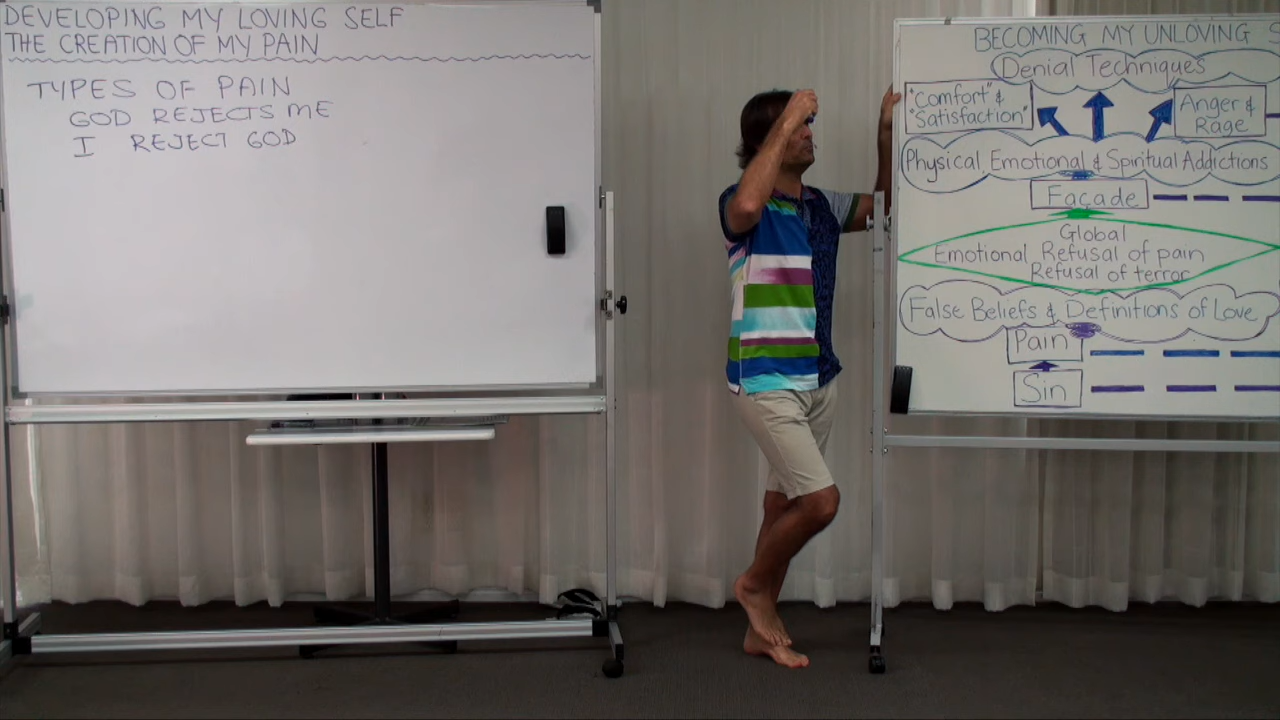 DEVELOPING MY LOVING SELF
THE CREATION OF MY PAIN
TYPES OF PAIN
GOD REJECTS ME
I REJECT GOD
BECOMING MY UNLOVING S
Denial Techniques
"Comfort" &
"Satisfaction"
Anger &
Rage
Physical, Emotional & Spiritual Addictions
Façade
Global
Emotional Refusal of pain
Refusal of terror
False Beliefs & Definitions of Love
Pain
Sin